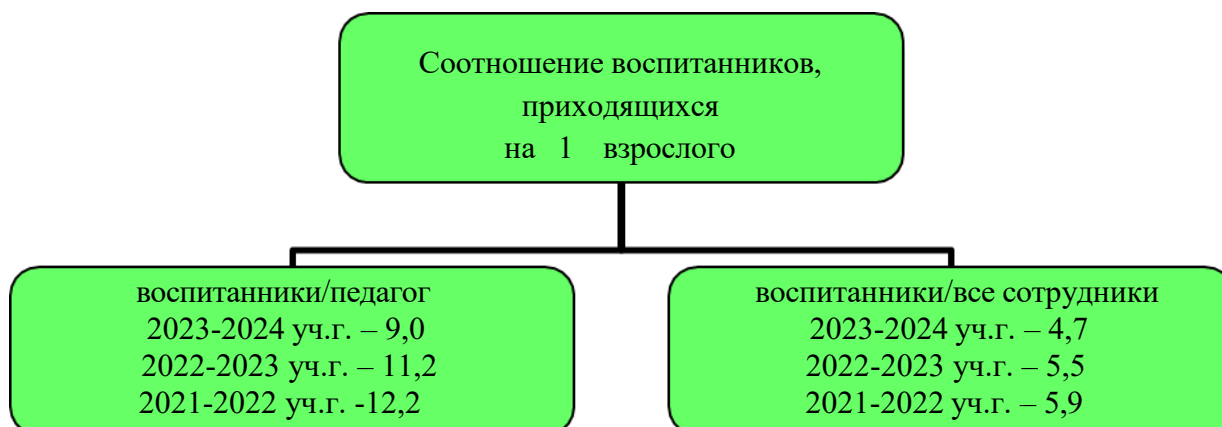 Соотношение воспитанников,
приходящихся
на 1 взрослого
воспитанники/педагог
2023-2024 уч.г. – 9,0
2022-2023 уч.г. – 11,2
2021-2022 уч.г. -12,2
воспитанники/все сотрудники
2023-2024 уч.г. – 4,7
2022-2023 уч.г. – 5,5
2021-2022 уч.г. – 5,9